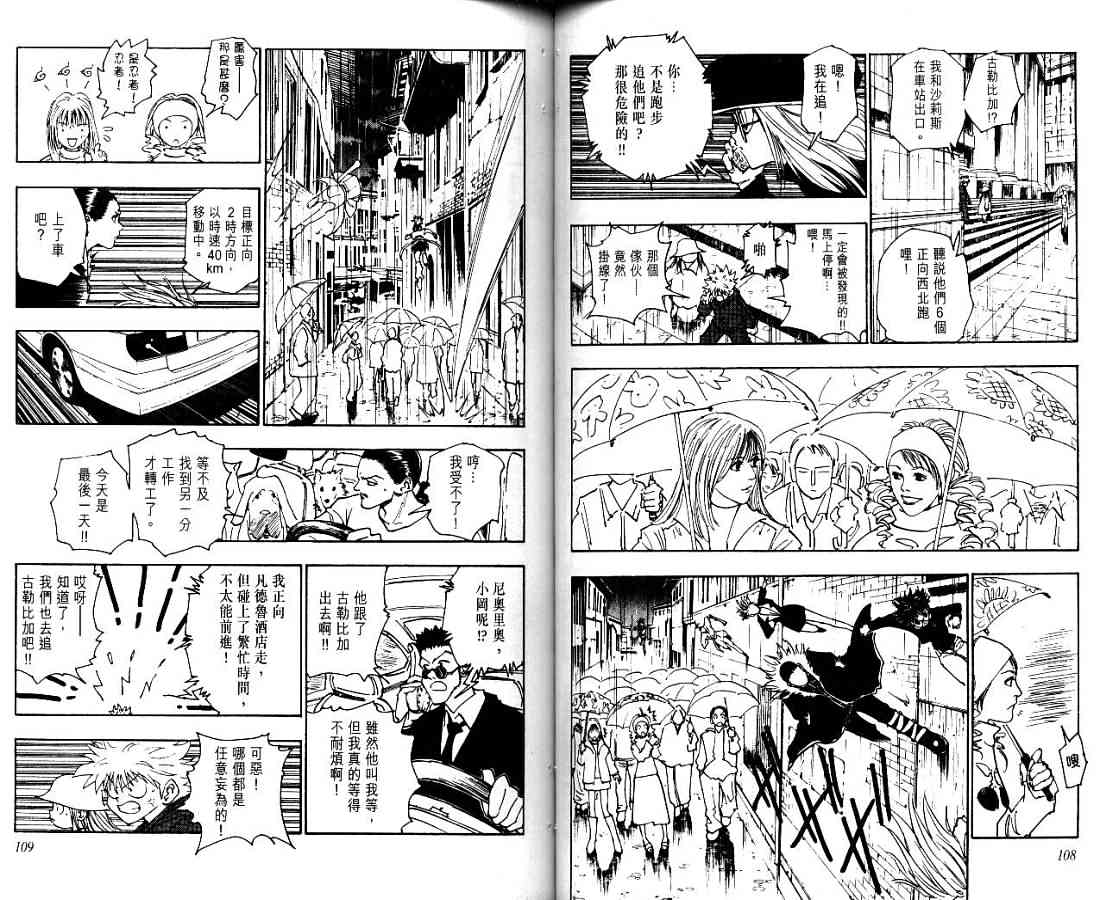 古勒比加!?
我和沙莉斯
在車站出口。
聽說他們6個
正向西北跑
哩！
嗯！
我在追！
你…
不是跑步
追他們吧？
那很危險的!!
一定會被發現的!!
馬上停啊…
喂！
啪
那個
傢伙—
竟然
掛線了！
嗖
108
厲害—
那是甚麼？
是忍者！
忍者！
目標正向
2時方向，
以時速40
km
移動中。
上了車
吧？
哼…
我受不了！
等不及
找到另一分
工作
才轉工了。
今天是
最後一天!!
尼奧里奧，
小岡呢!?
他跟了
古勒比加
出去啊!!
雖然他叫我等，
但我真的等得
不耐煩啊！
我正向
凡德魯酒店走，
但碰上了繁忙時間，
不太能前進！
哎呀—
知道了，
我們也去追
古勒比加吧!!
可惡！
哪個都是
任意妄為的！
109